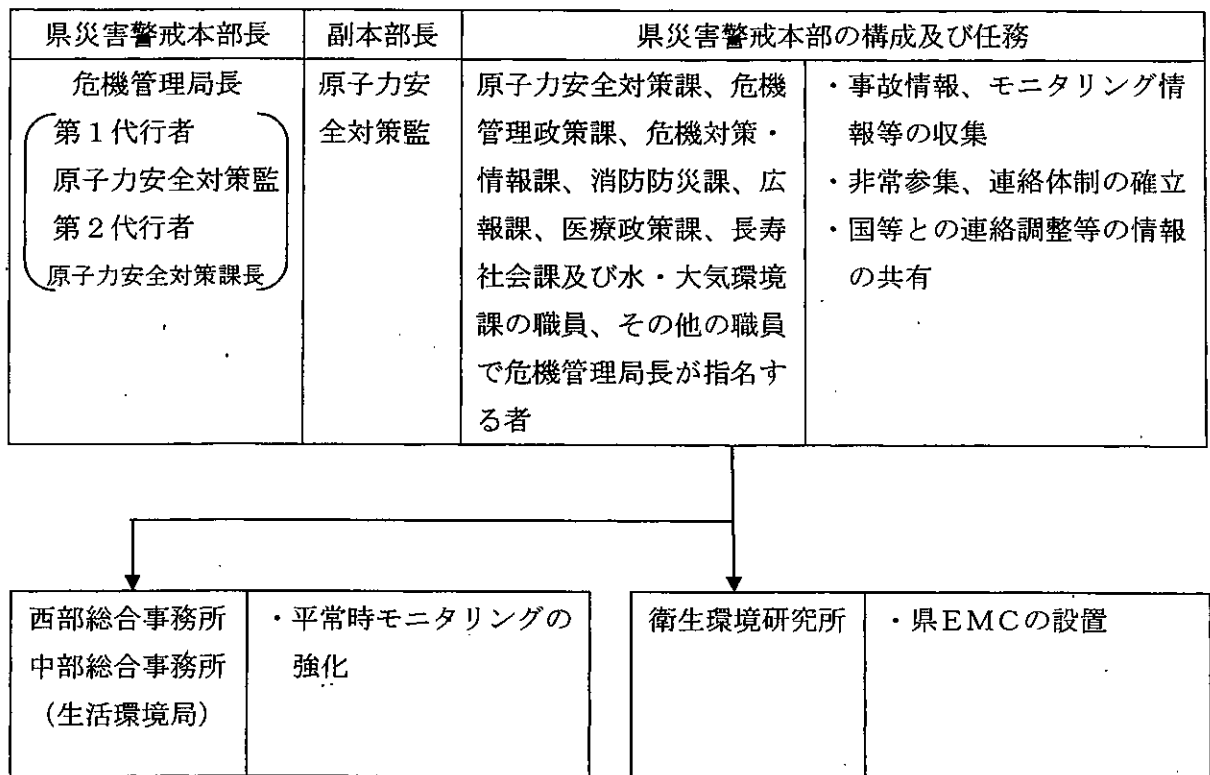 県災害警戒本部長
副本部長
県災害警戒本部の構成及び任務
危機管理局長
第1代行者
原子力安全対策監
第2代行者
原子力安全対策課長
原子力安
全対策監
原子力安全対策課、危機
管理政策課、危機対策・
情報課、消防防災課、広
報課、医療政策課、長寿
社会課及び水・大気環境
課の職員、その他の職員
で危機管理局長が指名す
る者
・事故情報、モニタリング情
報等の収集
・非常参集、連絡体制の確立
・国等との連絡調整等の情報
の共有
西部総合事務所
中部総合事務所
(生活環境局)
・平常時モニタリングの
強化
衛生環境研究所
・県EMCの設置